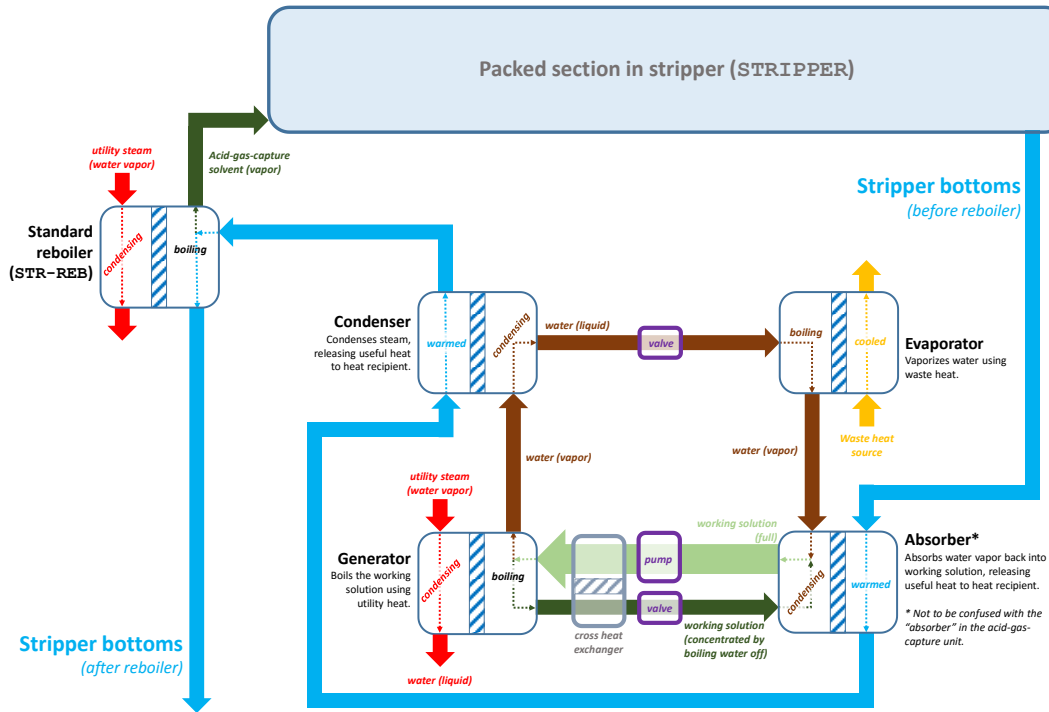 Packed section in stripper (STRIPPER)
Acid-gas-capture
solvent (vapor)
utility steam
(water vapor)
Stripper bottoms
(before reboiler)
Standard
reboiler
(STR-REB)
condensing
boiling
Condenser
Condenses steam,
releasing useful heat
to heat recipient.
warmed
condensing
water (liquid)
valve
boiling
cooled
Evaporator
Vaporizes water using
waste heat.
Waste heat
source
water (vapor)
water (vapor)
utility steam
(water vapor)
Generator
Boils the working
solution using
utility heat.
condensing
boiling
working solution
(full)
pump
valve
cross heat
exchanger
working solution
(concentrated by
boiling water off)
condensing
warmed
Absorber*
Absorbs water vapor back into
working solution, releasing
useful heat to heat recipient.
* Not to be confused with the
“absorber” in the acid-gas-
capture unit.
Stripper bottoms
(after reboiler)
water (liquid)